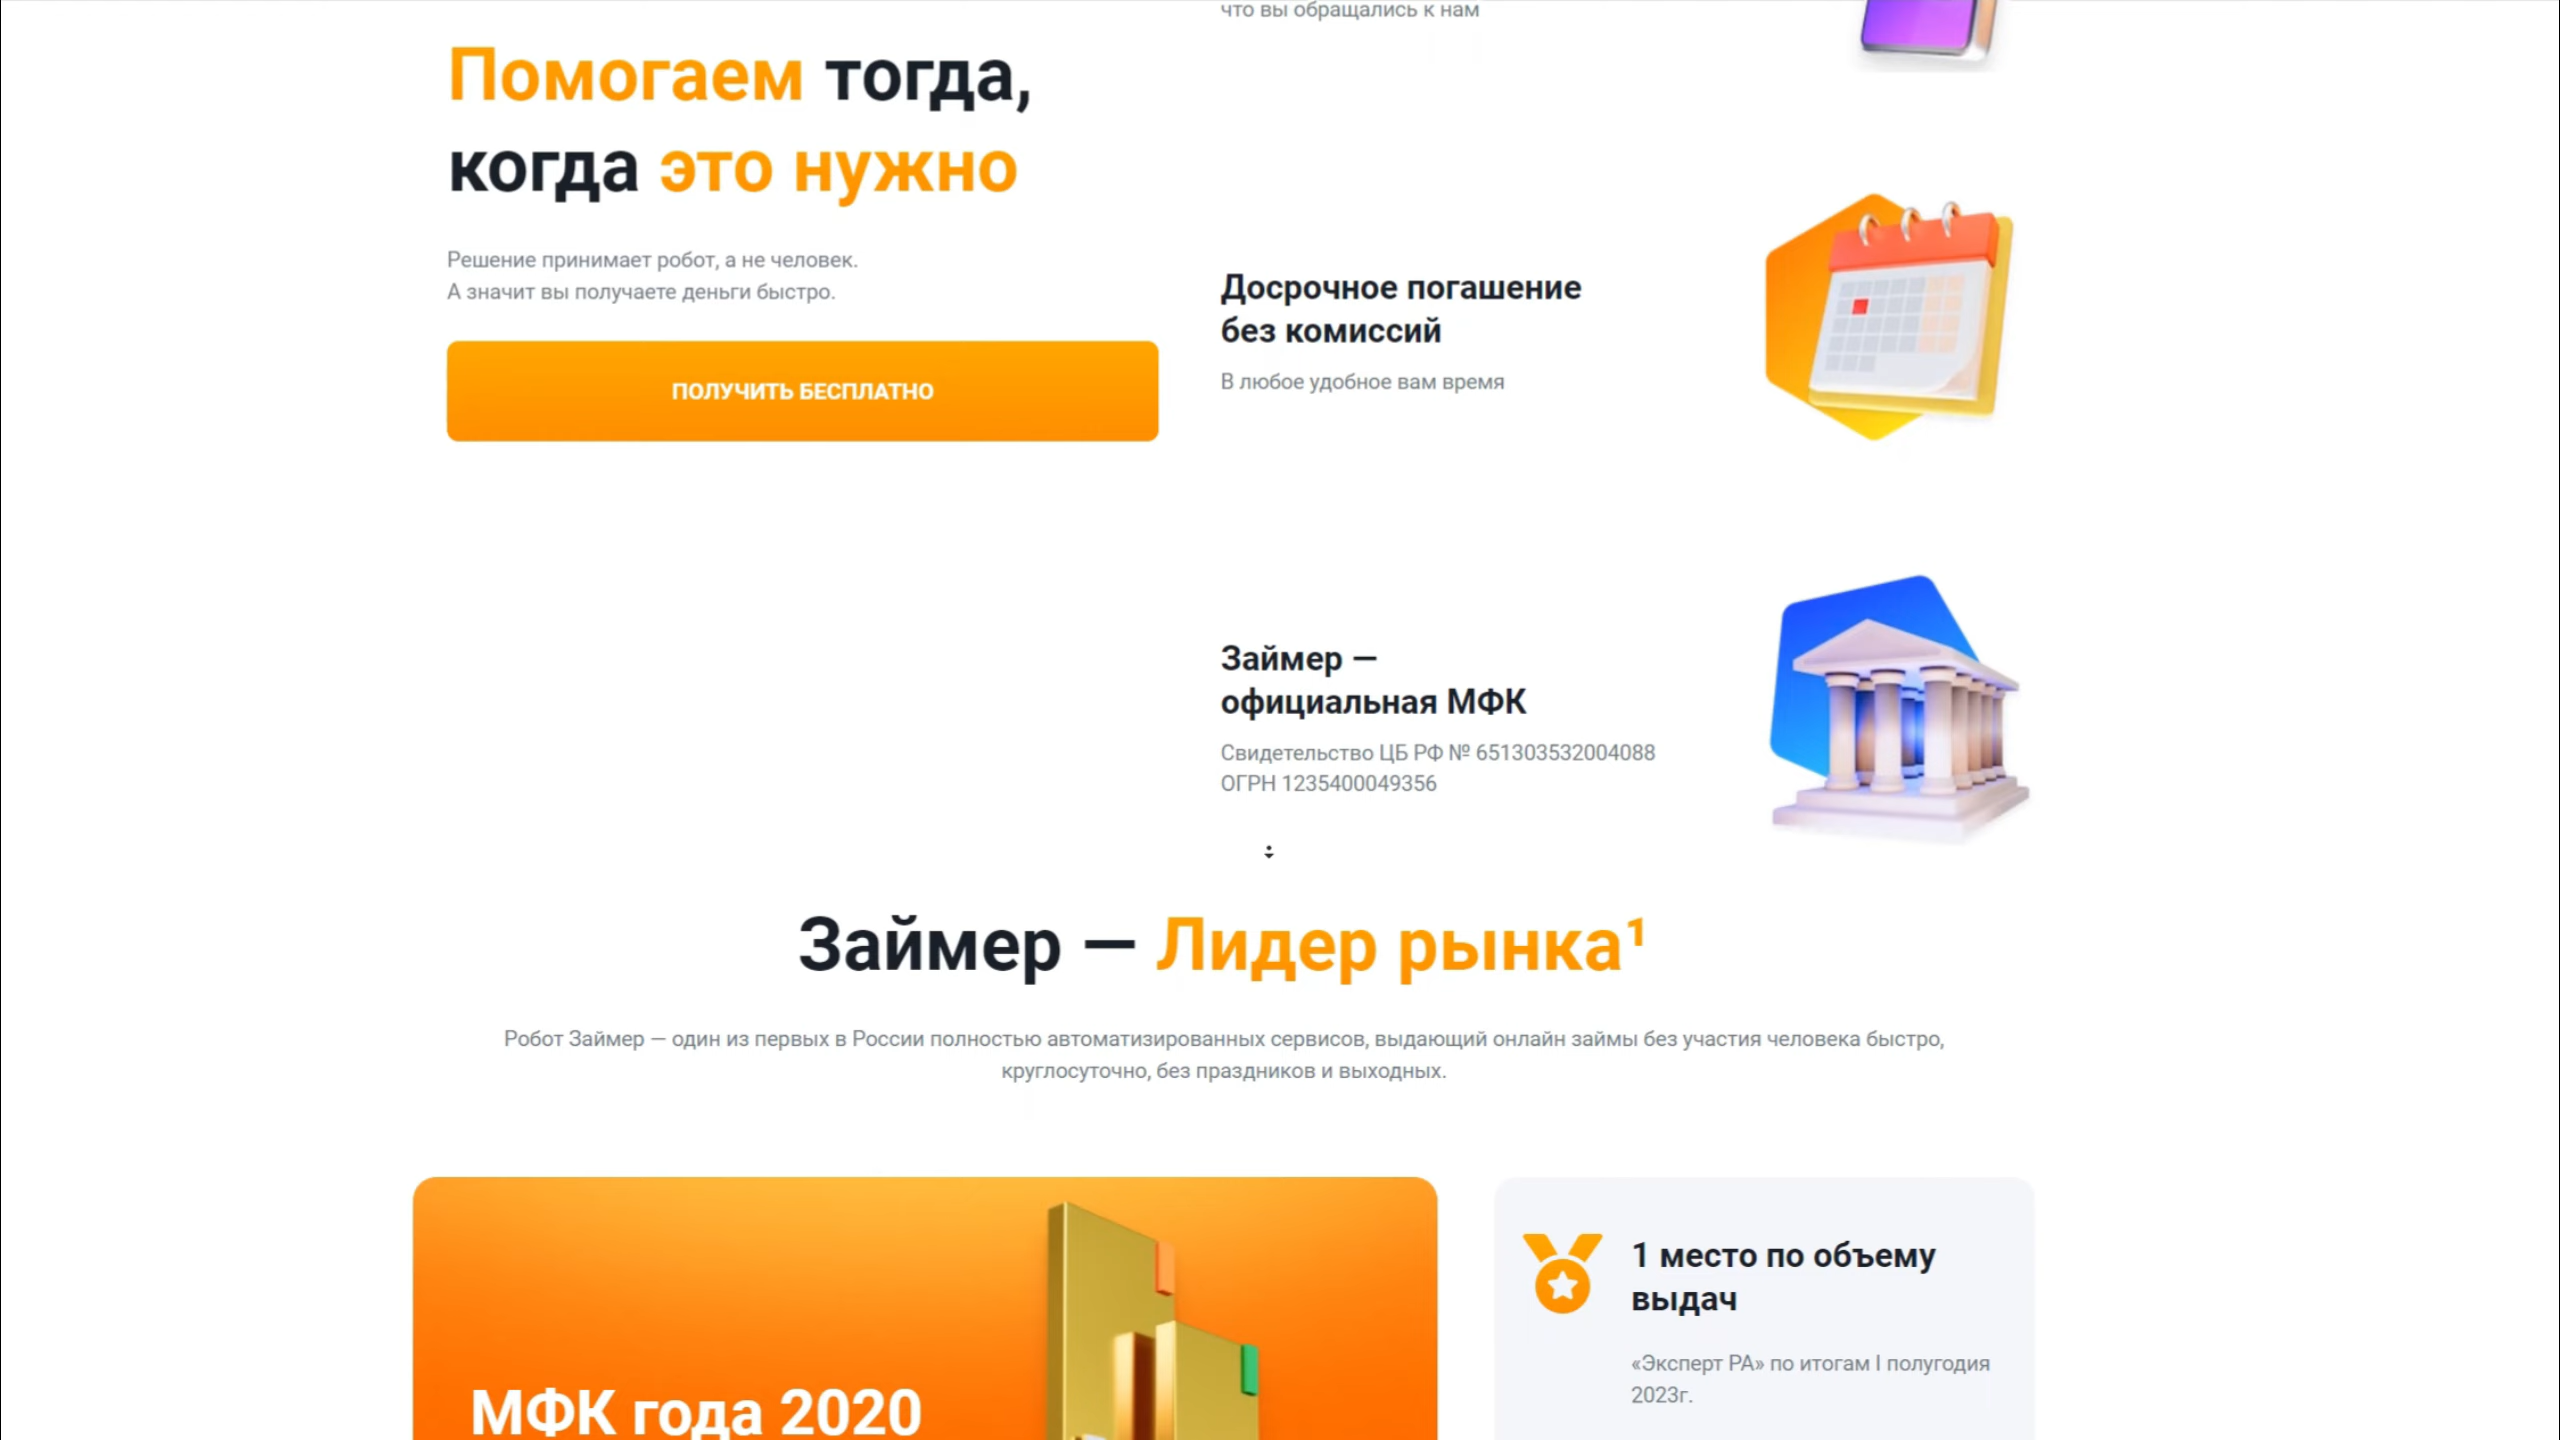 что вы обращались к нам
Помогаем тогда,
когда это нужно
Решение принимает робот, а не человек.
А значит вы получаете деньги быстро.
ПОЛУЧИТЬ БЕСПЛАТНО
Досрочное погашение
без комиссий
В любое удобное вам время
Займер —
официальная МФК
Свидетельство ЦБ РФ № 651303532004088
ОГРН 1235400049356
Займер — Лидер рынка¹
Робот Займер — один из первых в России полностью автоматизированных сервисов, выдающий онлайн займы без участия человека быстро,
круглосуточно, без праздников и выходных.
МФК года 2020
1 место по объему
выдач
«Эксперт РА» по итогам I полугодия
2023г.